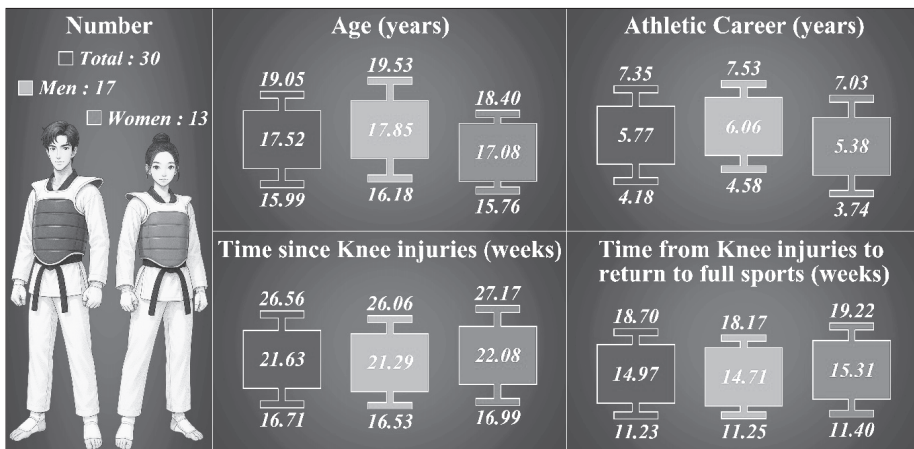 Number
Total : 30
Men : 17
Women : 13
Age (years)
19.05 19.53 18.40
17.52 17.85 17.08
15.99 16.18 15.76
Athletic Career (years)
7.35 7.53 7.03
5.77 6.06 5.38
4.18 4.58 3.74
Time since Knee injuries (weeks)
26.56 26.06 27.17
21.63 21.29 22.08
16.71 16.53 16.99
Time from Knee injuries to
return to full sports (weeks)
18.70 18.17 19.22
14.97 14.71 15.31
11.23 11.25 11.40